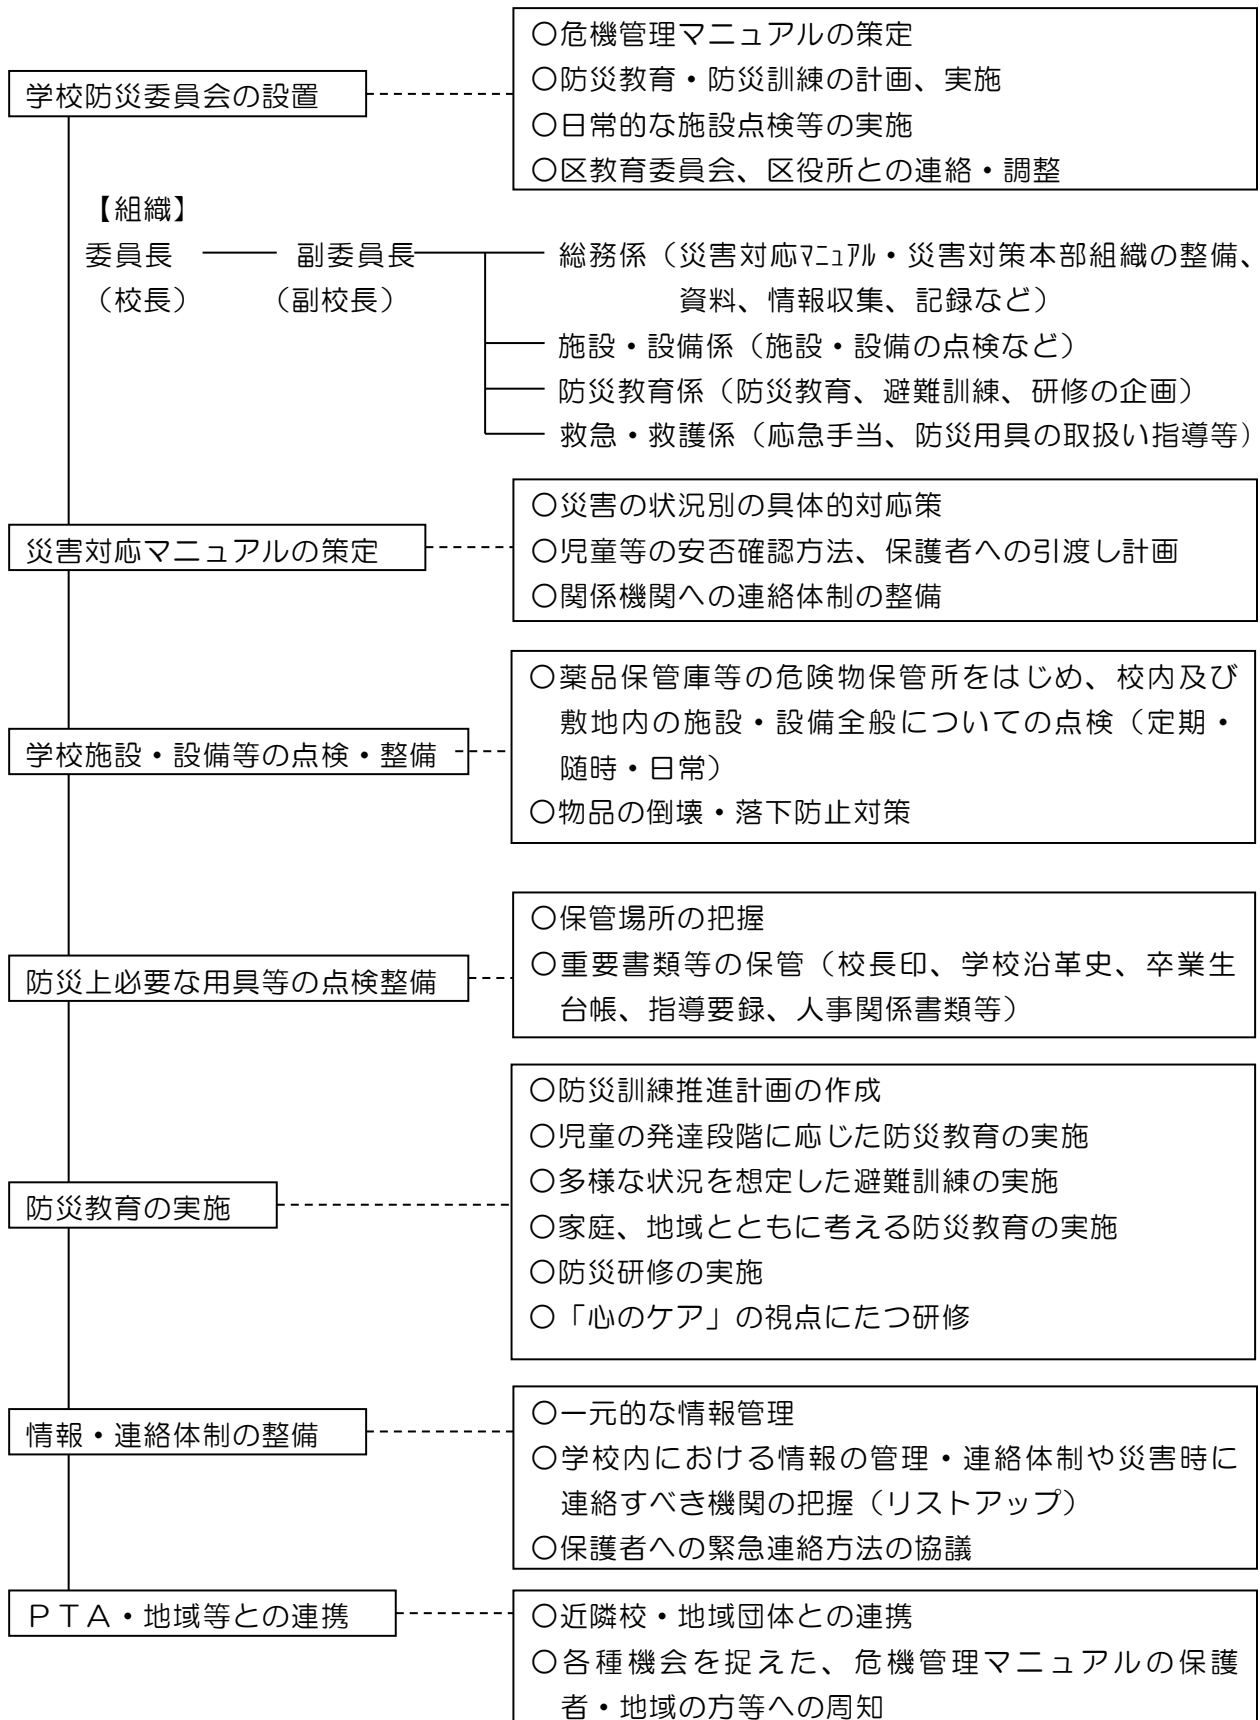 学校防災委員会の設置
○危機管理マニュアルの策定
○防災教育・防災訓練の計画、実施
○日常的な施設点検等の実施
○区教育委員会、区役所との連絡・調整
【組織】
委員長 副委員長 総務係（災害対応ﾏﾆｭｱﾙ・災害対策本部組織の整備、
（校長） （副校長） 資料、情報収集、記録など）
施設・設備係（施設・設備の点検など）
防災教育係（防災教育、避難訓練、研修の企画）
救急・救護係（応急手当、防災用具の取扱い指導等）
災害対応マニュアルの策定
○災害の状況別の具体的対応策
○児童等の安否確認方法、保護者への引渡し計画
○関係機関への連絡体制の整備
学校施設・設備等の点検・整備
○薬品保管庫等の危険物保管所をはじめ、校内及び
敷地内の施設・設備全般についての点検（定期・
随時・日常）
○物品の倒壊・落下防止対策
防災上必要な用具等の点検整備
○保管場所の把握
○重要書類等の保管（校長印、学校沿革史、卒業生
台帳、指導要録、人事関係書類等）
防災教育の実施
○防災訓練推進計画の作成
○児童の発達段階に応じた防災教育の実施
○多様な状況を想定した避難訓練の実施
○家庭、地域とともに考える防災教育の実施
○防災研修の実施
○「心のケア」の視点にたつ研修
情報・連絡体制の整備
○一元的な情報管理
○学校内における情報の管理・連絡体制や災害時に
連絡すべき機関の把握（リストアップ）
○保護者への緊急連絡方法の協議
ＰＴＡ・地域等との連携
○近隣校・地域団体との連携
○各種機会を捉えた、危機管理マニュアルの保護
者・地域の方等への周知